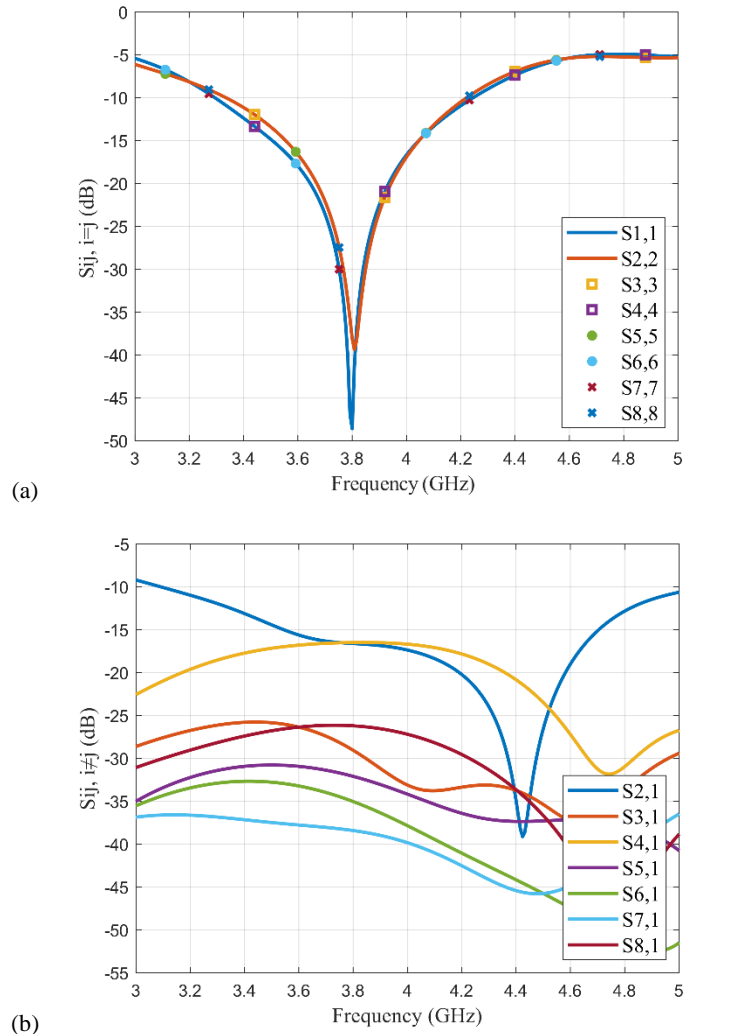 -5
0
-5
-10
-15
-20
-25
-30
-35
-40
-45
-50
Sij, i=j (dB)
3 3.2 3.4 3.6 3.8 4 4.2 4.4 4.6 4.8 5
Frequency (GHz)
S1,1
S2,2
S3,3
S4,4
S5,5
S6,6
S7,7
S8,8
(a)
-5
-10
-15
-20
-25
-30
-35
-40
-45
-50
-55
Sij, i≠j (dB)
3 3.2 3.4 3.6 3.8 4 4.2 4.4 4.6 4.8 5
Frequency (GHz)
S2,1
S3,1
S4,1
S5,1
S6,1
S7,1
S8,1
(b)